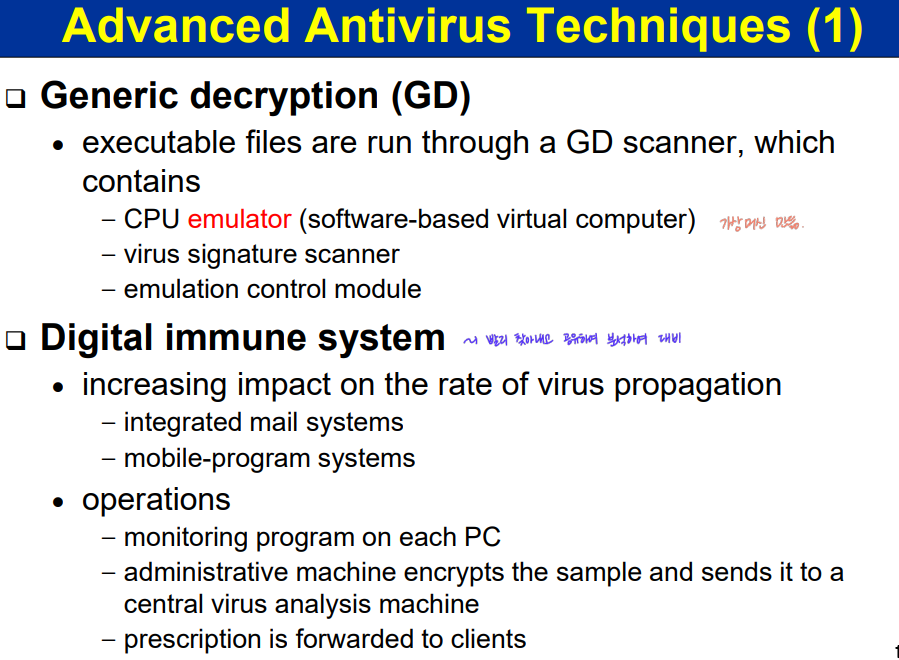 Advanced Antivirus Techniques (1)
❑ Generic decryption (GD)
• executable files are run through a GD scanner, which
contains
– CPU emulator (software-based virtual computer) 가상 머신 만듦.
– virus signature scanner
– emulation control module
❑ Digital immune system ~ 빨리 찾아내고 공유하여 분석하여 대비
• increasing impact on the rate of virus propagation
– integrated mail systems
– mobile-program systems
• operations
– monitoring program on each PC
– administrative machine encrypts the sample and sends it to a
central virus analysis machine
– prescription is forwarded to clients